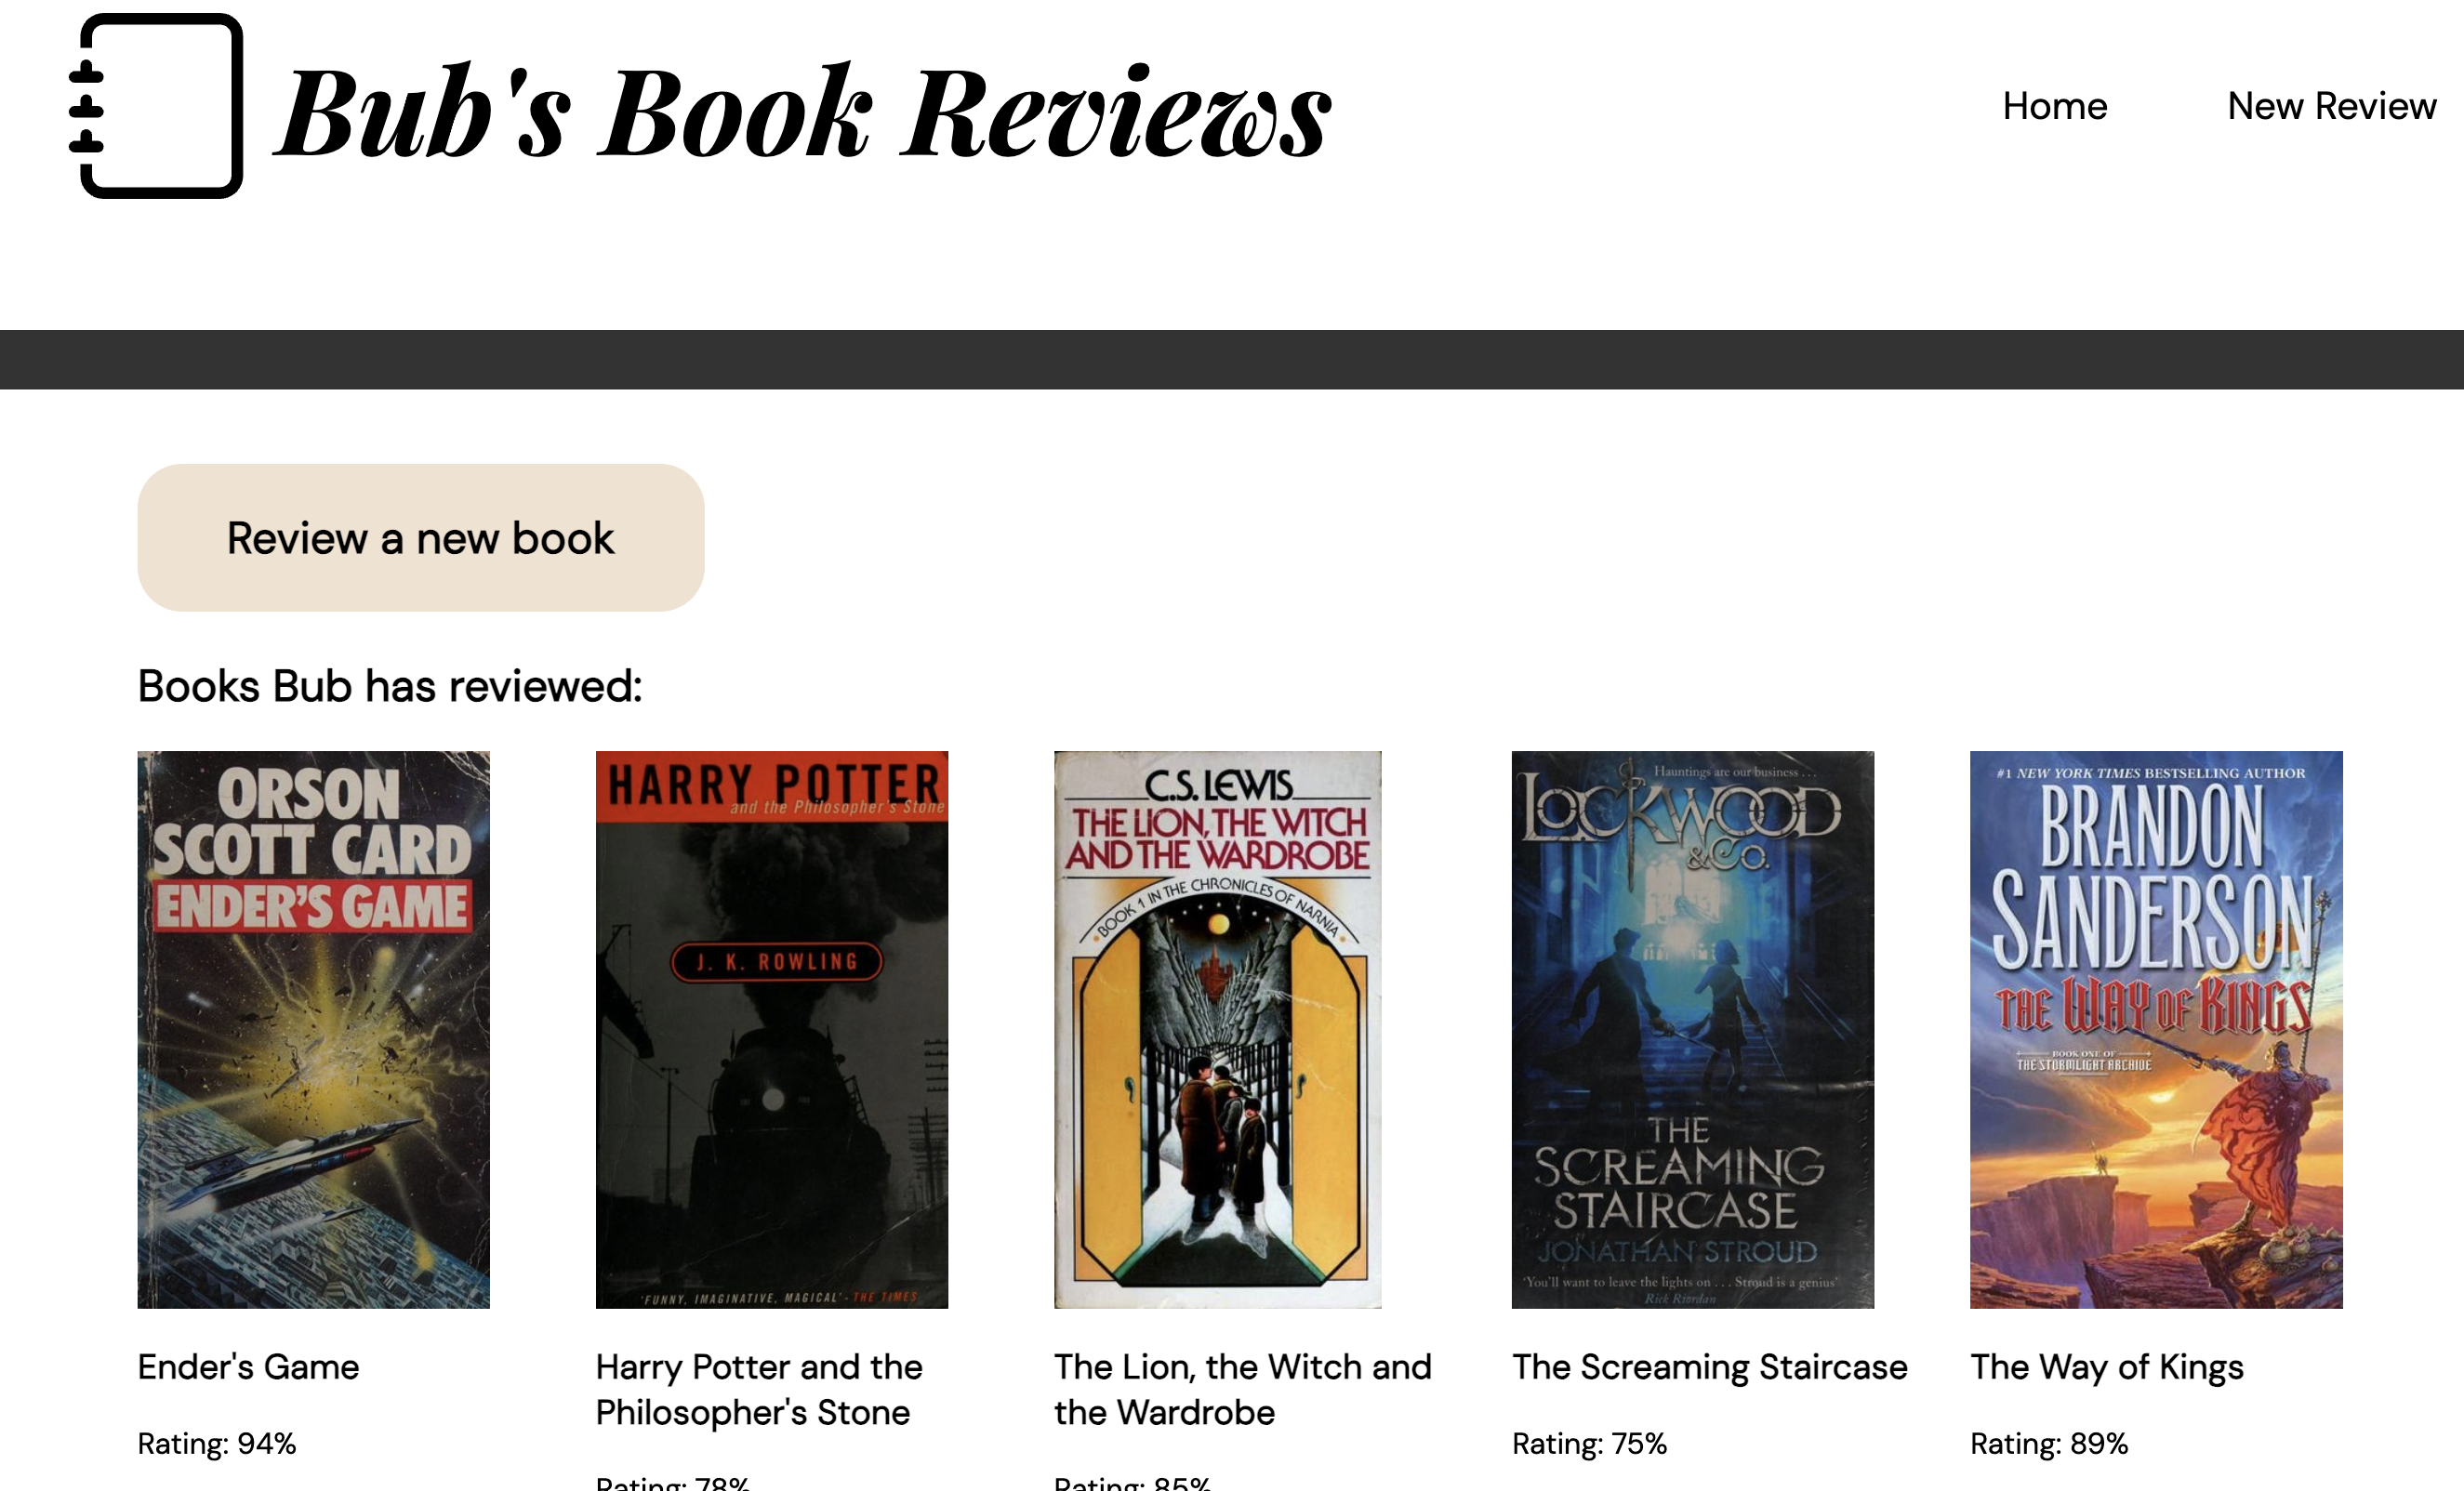 Bub's Book Reviews
Home
New Review
Review a new book
Books Bub has reviewed:
ORSON
SCOTT CARD
ENDER'S GAME
HARRY POTTER
and the Philosopher's Stone
J. K. ROWLING
'FUNNY, IMAGINATIVE, MAGICAL' - THE TIMES
C.S. LEWIS
THE LION, THE WITCH
AND THE WARDROBE
BOOK 1 IN THE CHRONICLES OF NARNIA
Hauntings are our business . . .
LOCKWOOD
& CO.
THE
SCREAMING
STAIRCASE
JONATHAN STROUD
'You'll want to leave the lights on . . . Stroud is a genius'
Rick Riordan
#1 NEW YORK TIMES BESTSELLING AUTHOR
BRANDON
SANDERSON
THE WAY OF KINGS
BOOK ONE OF
THE STORMLIGHT ARCHIVE
Ender's Game
Rating: 94%
Harry Potter and the
Philosopher's Stone
Rating: 78%
The Lion, the Witch and
the Wardrobe
Rating: 85%
The Screaming Staircase
Rating: 75%
The Way of Kings
Rating: 89%